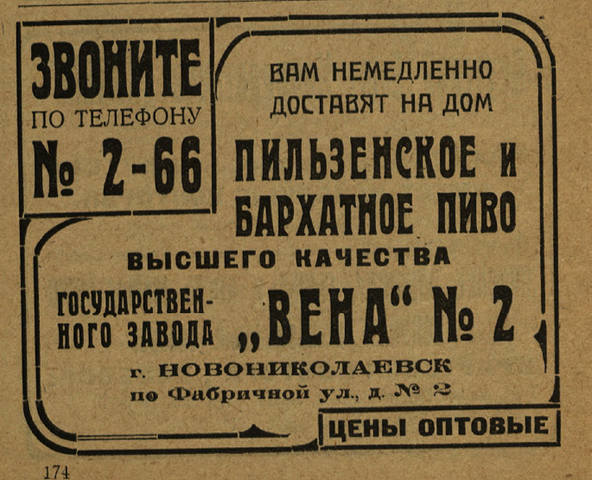 ЗВОНИТЕ
ПО ТЕЛЕФОНУ
№ 2-66
ВАМ НЕМЕДЛЕННО
ДОСТАВЯТ НА ДОМ
ПИЛЬЗЕНСКОЕ и
БАРХАТНОЕ ПИВО
ВЫСШЕГО КАЧЕСТВА
ГОСУДАРСТВЕН-
НОГО ЗАВОДА
„ВЕНА“ № 2
г. НОВОНИКОЛАЕВСК
по Фабричной ул., д. № 2
ЦЕНЫ ОПТОВЫЕ
174